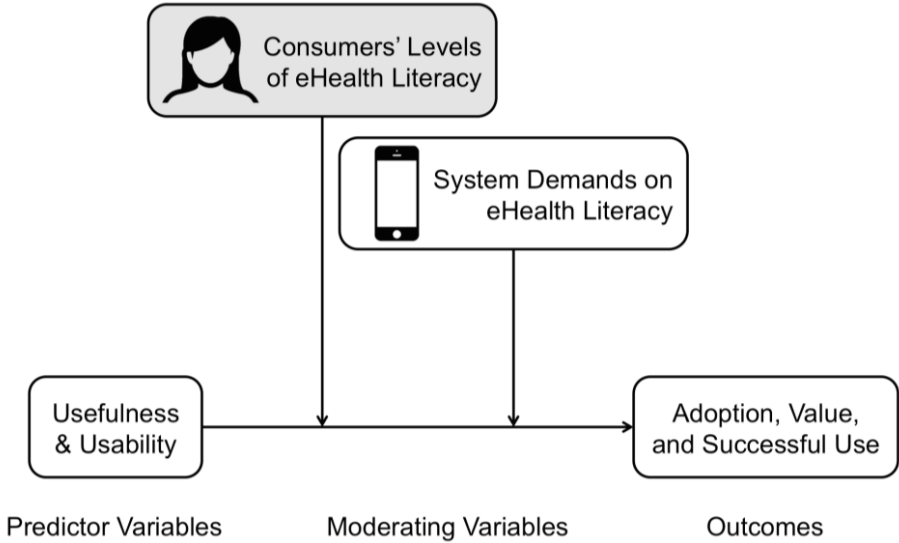 Consumers’ Levels
of eHealth Literacy
System Demands on
eHealth Literacy
Usefulness
& Usability
Adoption, Value,
and Successful Use
Predictor Variables
Moderating Variables
Outcomes